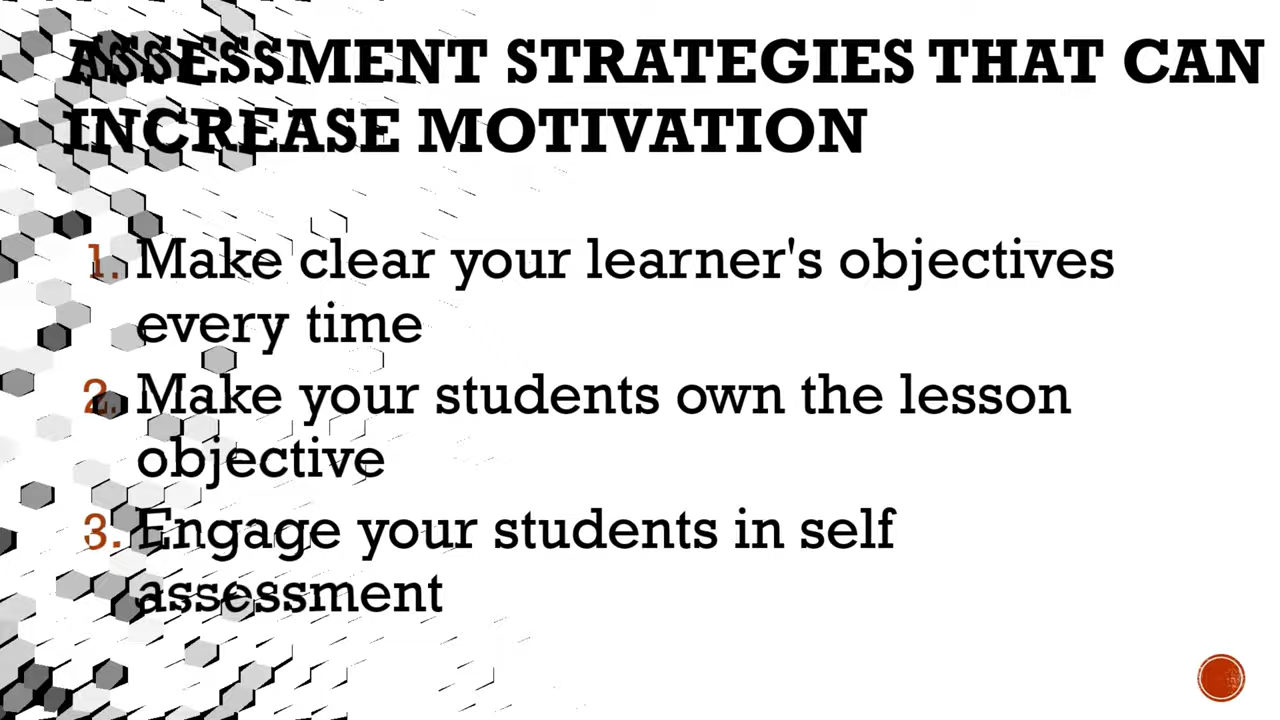 ASSESSMENT STRATEGIES THAT CAN
INCREASE MOTIVATION
1. Make clear your learner's objectives
every time
2. Make your students own the lesson
objective
3. Engage your students in self
assessment